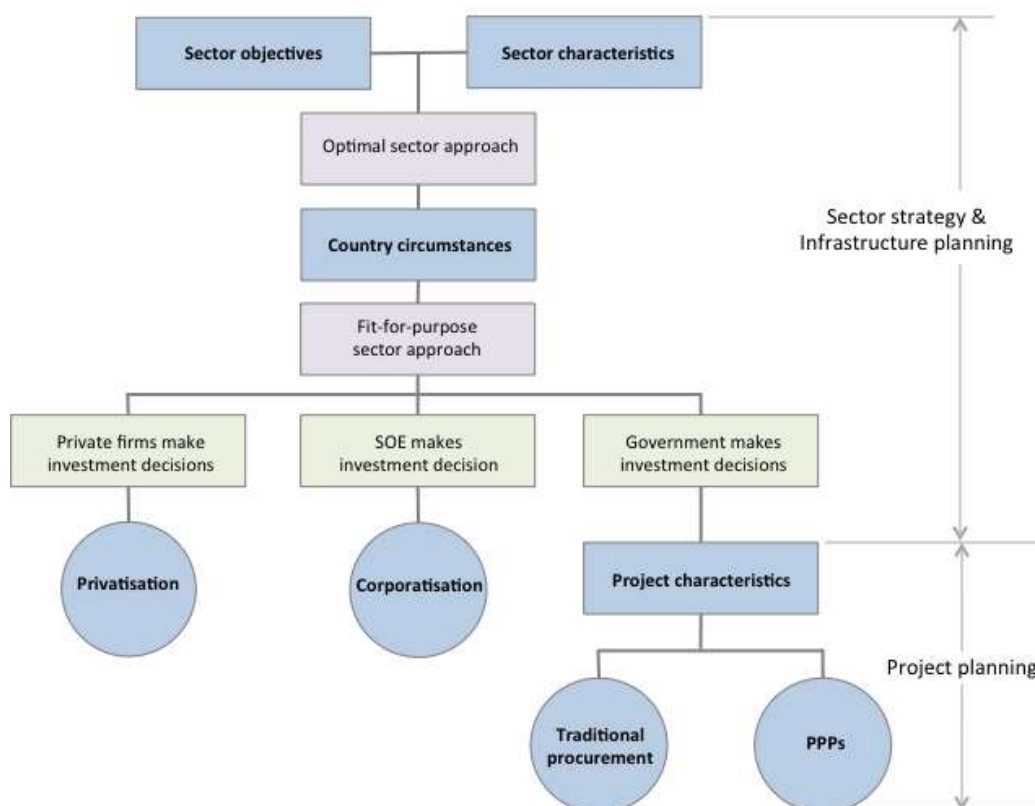 Sector objectives
Sector characteristics
Optimal sector approach
Country circumstances
Fit-for-purpose
sector approach
Private firms make
investment decisions
SOE makes
investment decision
Government makes
investment decisions
Privatisation
Corporatisation
Project characteristics
Traditional
procurement
PPPs
Sector strategy &
Infrastructure planning
Project planning